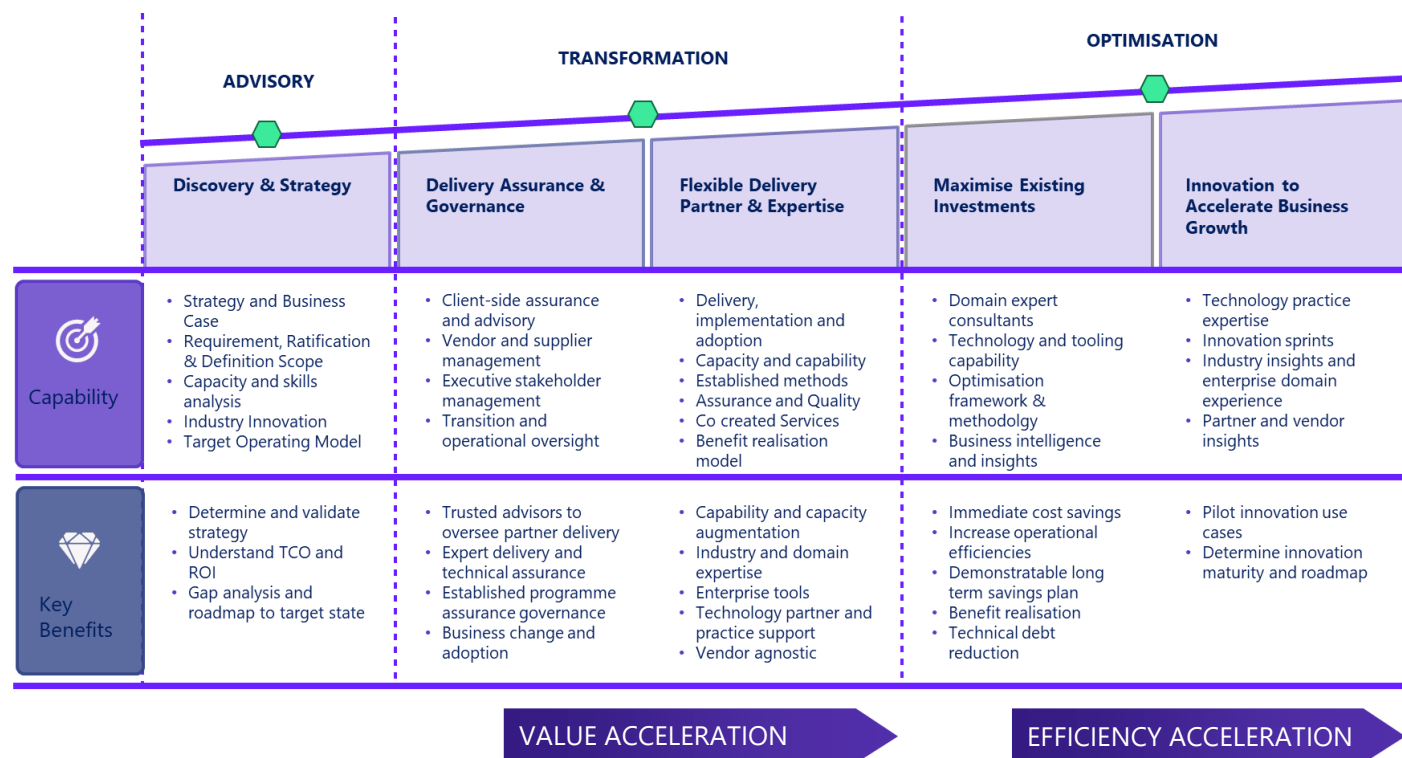 ADVISORY
TRANSFORMATION
OPTIMISATION
Discovery & Strategy
Delivery Assurance &
Governance
Flexible Delivery
Partner & Expertise
Maximise Existing
Investments
Innovation to
Accelerate Business
Growth
Capability
• Strategy and Business
Case
• Requirement, Ratification
& Definition Scope
• Capacity and skills
analysis
• Industry Innovation
• Target Operating Model
• Client-side assurance
and advisory
• Vendor and supplier
management
• Executive stakeholder
management
• Transition and
operational oversight
• Delivery,
implementation and
adoption
• Capacity and capability
• Established methods
• Assurance and Quality
• Co created Services
• Benefit realisation
model
• Domain expert
consultants
• Technology and tooling
capability
• Optimisation
framework &
methodolgy
• Business intelligence
and insights
• Technology practice
expertise
• Innovation sprints
• Industry insights and
enterprise domain
experience
• Partner and vendor
insights
Key
Benefits
• Determine and validate
strategy
• Understand TCO and
ROI
• Gap analysis and
roadmap to target state
• Trusted advisors to
oversee partner delivery
• Expert delivery and
technical assurance
• Established programme
assurance governance
• Business change and
adoption
• Capability and capacity
augmentation
• Industry and domain
expertise
• Enterprise tools
• Technology partner and
practice support
• Vendor agnostic
• Immediate cost savings
• Increase operational
efficiencies
• Demonstratable long
term savings plan
• Benefit realisation
• Technical debt
reduction
• Pilot innovation use
cases
• Determine innovation
maturity and roadmap
VALUE ACCELERATION
EFFICIENCY ACCELERATION